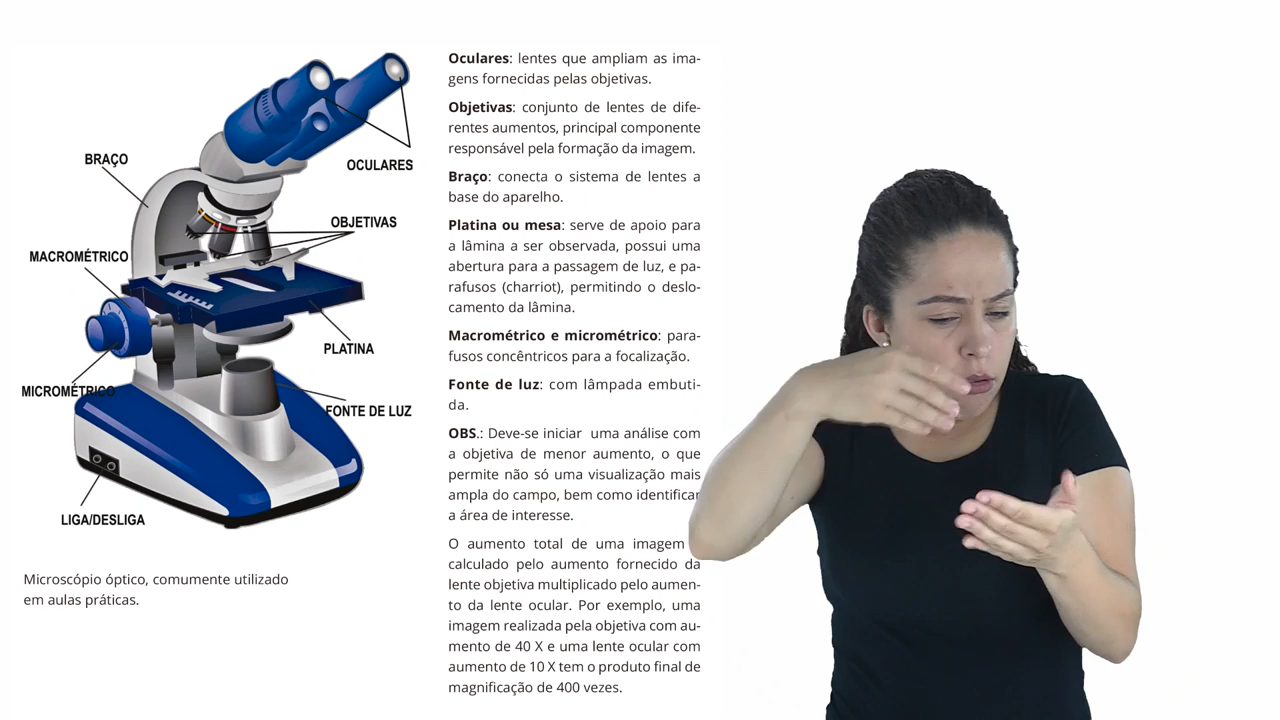 BRAÇO
OCULARES
OBJETIVAS
MACROMÉTRICO
PLATINA
MICROMÉTRICO
FONTE DE LUZ
LIGA/DESLIGA
Microscópio óptico, comumente utilizado
em aulas práticas.
Oculares: lentes que ampliam as ima-
gens fornecidas pelas objetivas.
Objetivas: conjunto de lentes de dife-
rentes aumentos, principal componente
responsável pela formação da imagem.
Braço: conecta o sistema de lentes a
base do aparelho.
Platina ou mesa: serve de apoio para
a lâmina a ser observada, possui uma
abertura para a passagem de luz, e pa-
rafusos (charriot), permitindo o deslo-
camento da lâmina.
Macrométrico e micrométrico: para-
fusos concêntricos para a focalização.
Fonte de luz: com lâmpada embuti-
da.
OBS.: Deve-se iniciar uma análise com
a objetiva de menor aumento, o que
permite não só uma visualização mais
ampla do campo, bem como identificar
a área de interesse.
O aumento total de uma imagem
calculado pelo aumento fornecido da
lente objetiva multiplicado pelo aumen-
to da lente ocular. Por exemplo, uma
imagem realizada pela objetiva com au-
mento de 40 X e uma lente ocular com
aumento de 10 X tem o produto final de
magnificação de 400 vezes.